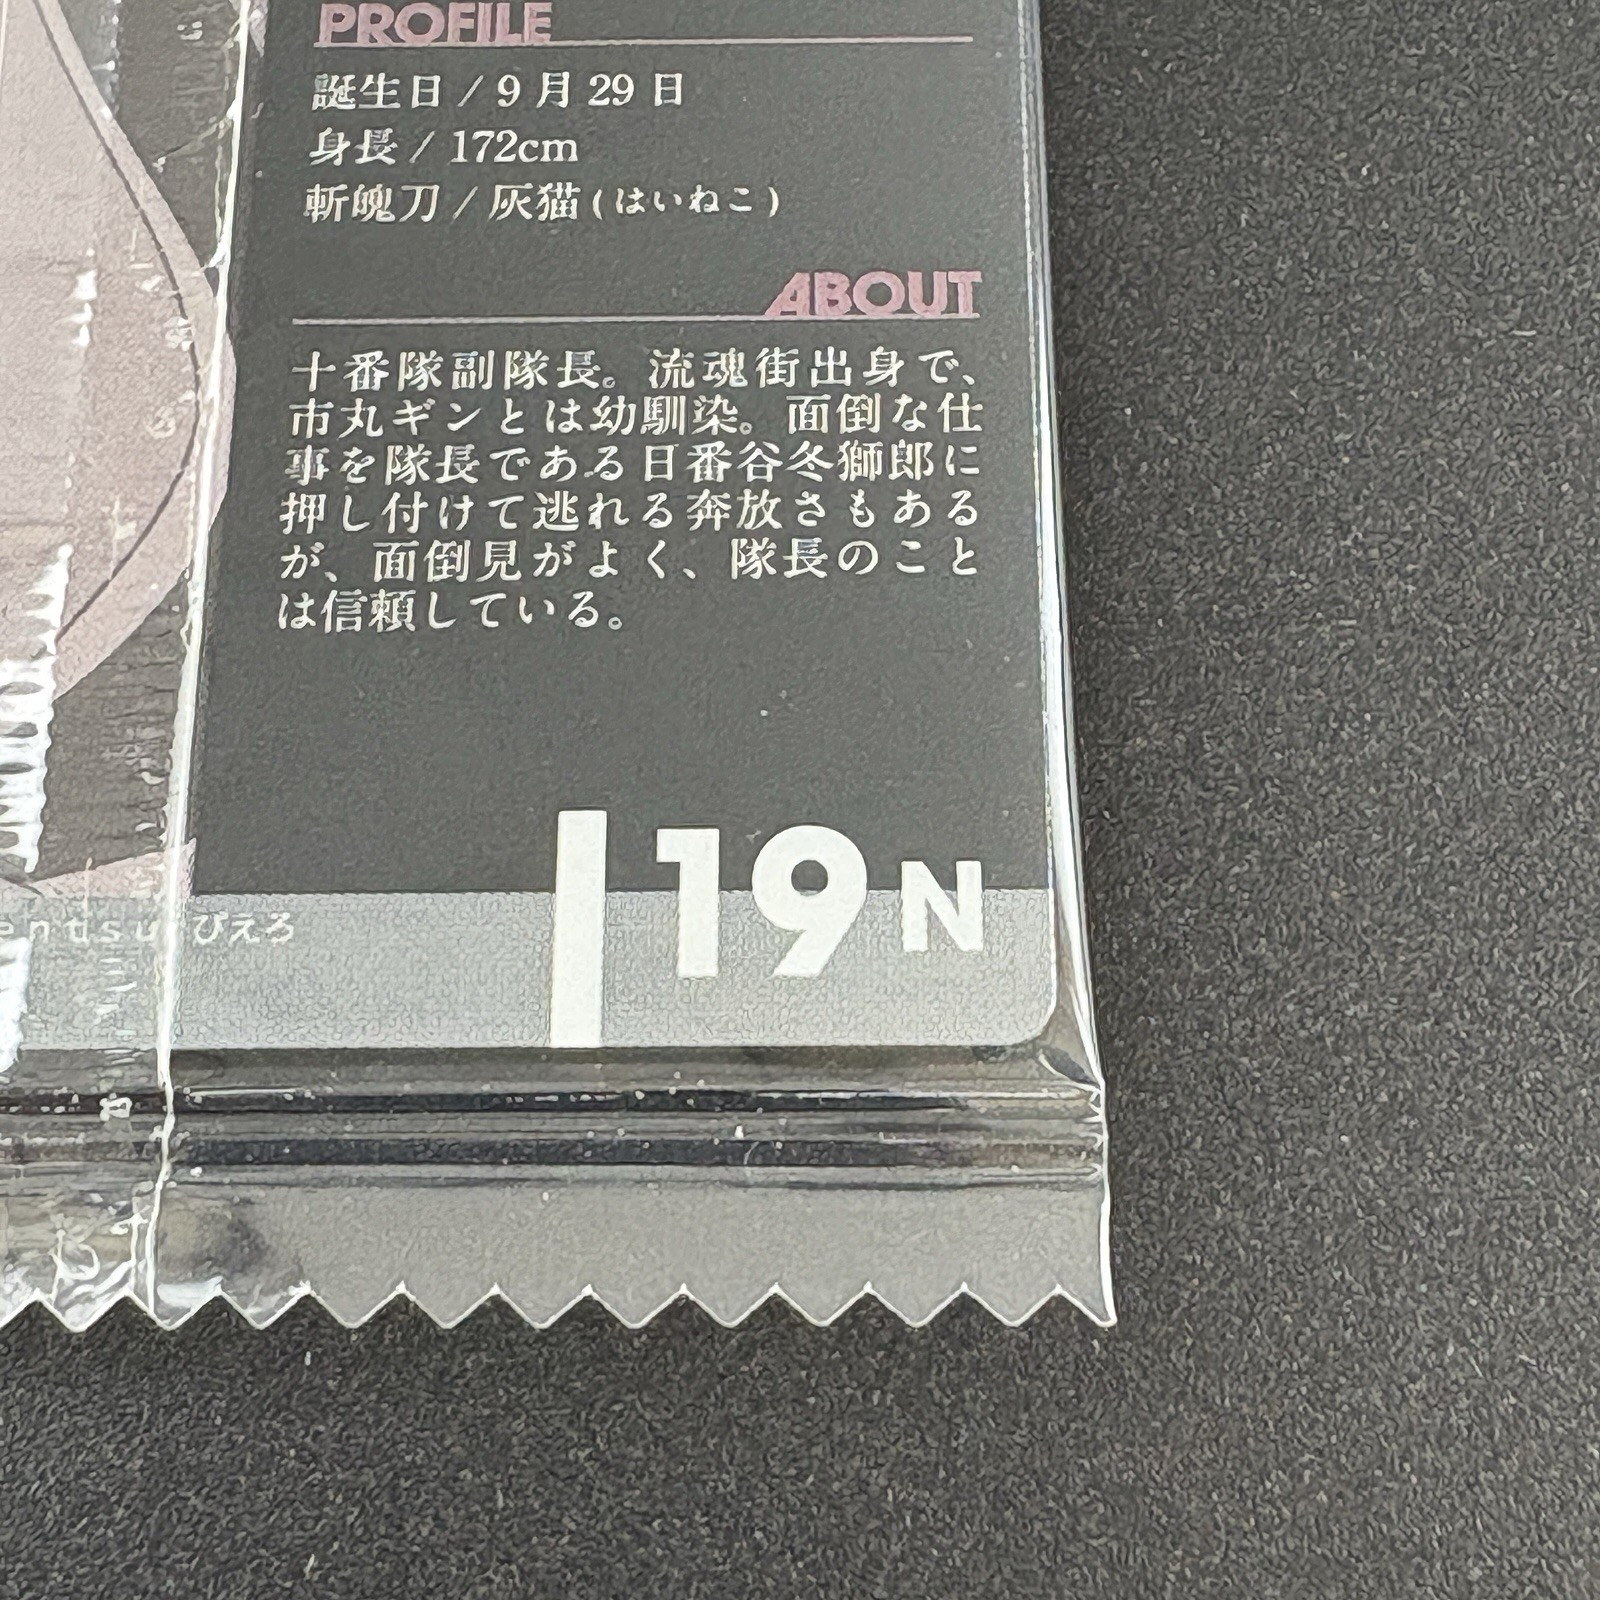 PROFILE
誕生日 / 9 月 29 日
身長 / 172cm
斬魄刀 / 灰猫 ( はいねこ )
ABOUT
十番隊副隊長。流魂街出身で、
市丸ギンとは幼馴染。面倒な仕
事を隊長である日番谷冬獅郎に
押し付けて逃れる奔放さもある
が、面倒見がよく、隊長のこと
は信頼している。
19 N
entsu・ぴえろ